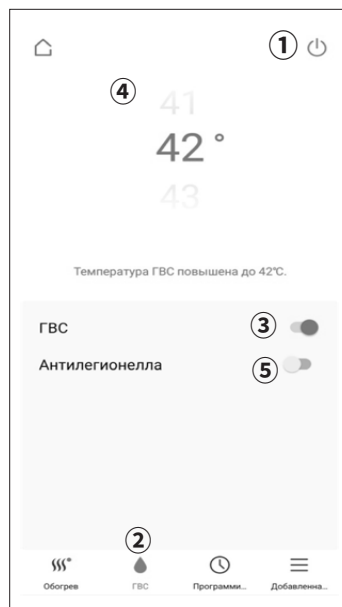 ①
④
41
42 °
43
Температура ГВС повышена до 42°C.
ГВС ③
Антилегионелла ⑤
②
Обогрев ГВС Программи... Добавленна...